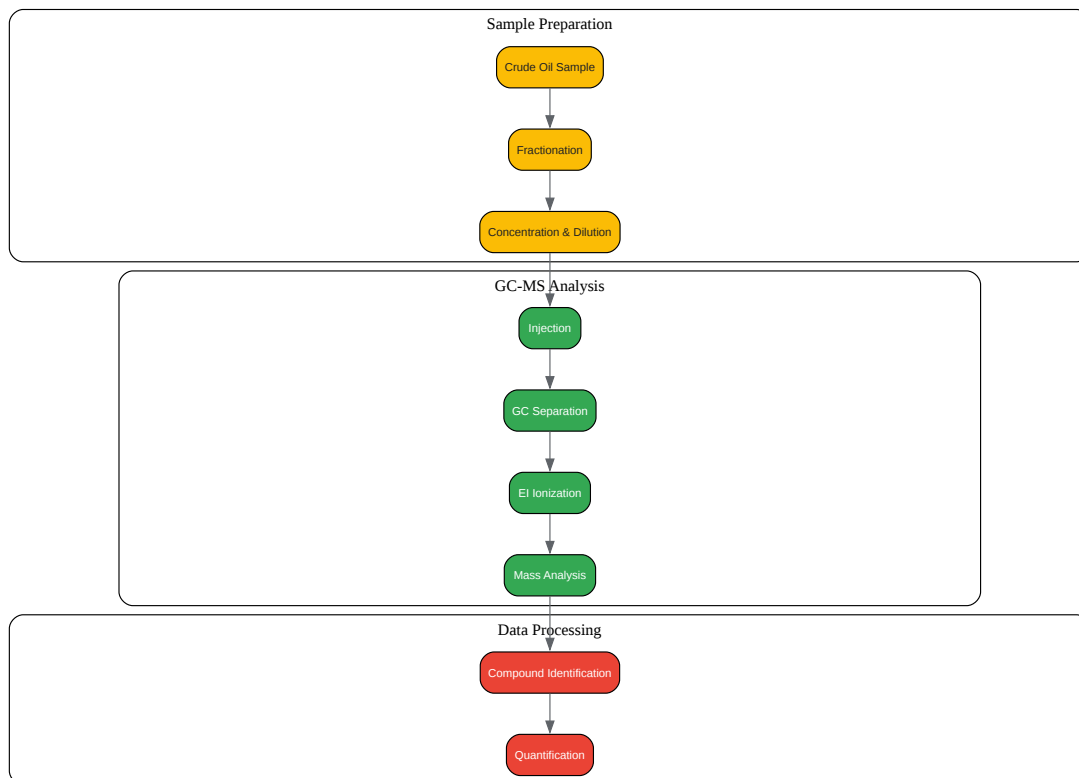 Sample Preparation
Crude Oil Sample
Fractionation
Concentration & Dilution
GC-MS Analysis
Injection
GC Separation
EI Ionization
Mass Analysis
Data Processing
Compound Identification
Quantification